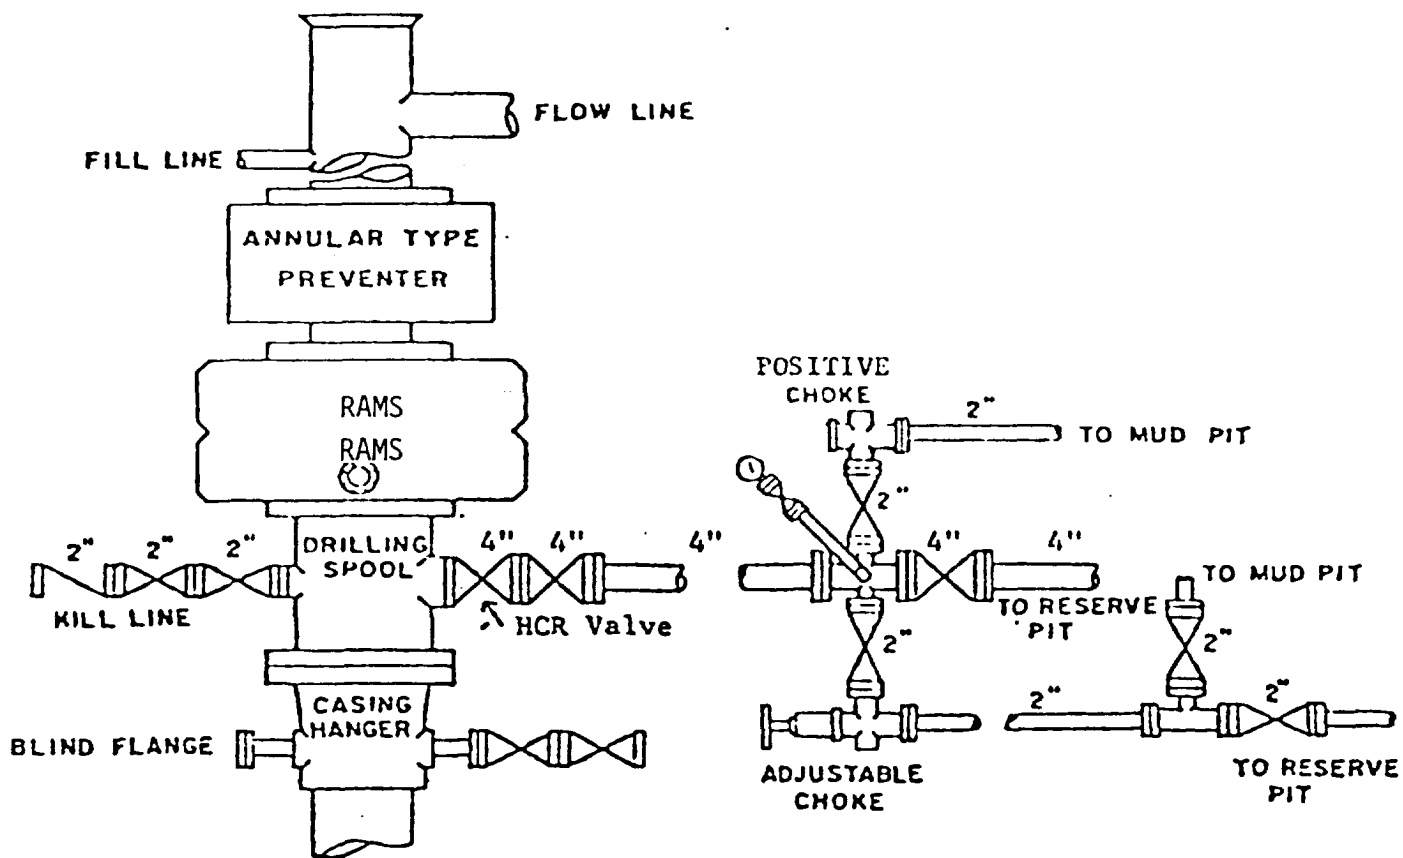 FLOW LINE
FILL LINE
ANNULAR TYPE
PREVENTER
RAMS
RAMS
POSITIVE
CHOKE
2"
TO MUD PIT
2"
2"
2"
2"
DRILLING
SPOOL
4"
4"
4"
4"
4"
KILL LINE
HCR Valve
TO RESERVE
PIT
TO MUD PIT
2"
2"
CASING
HANGER
BLIND FLANGE
2"
2"
ADJUSTABLE
CHOKE
TO RESERVE
PIT